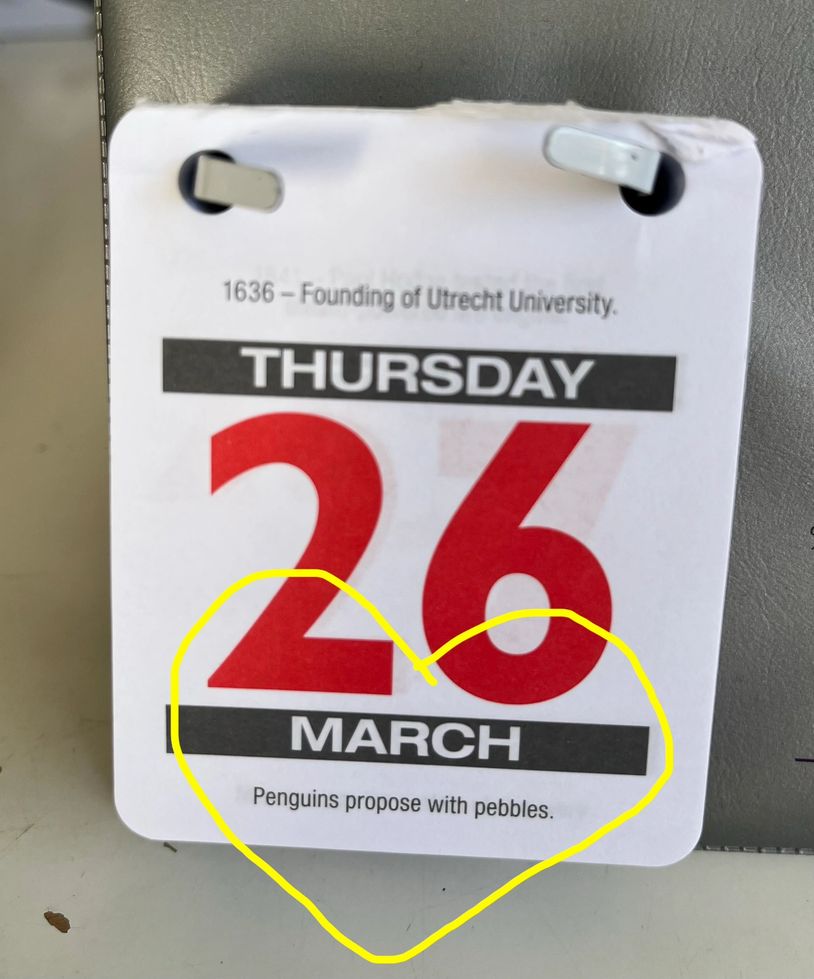 1636 – Founding of Utrecht University.
THURSDAY
26
MARCH
Penguins propose with pebbles.